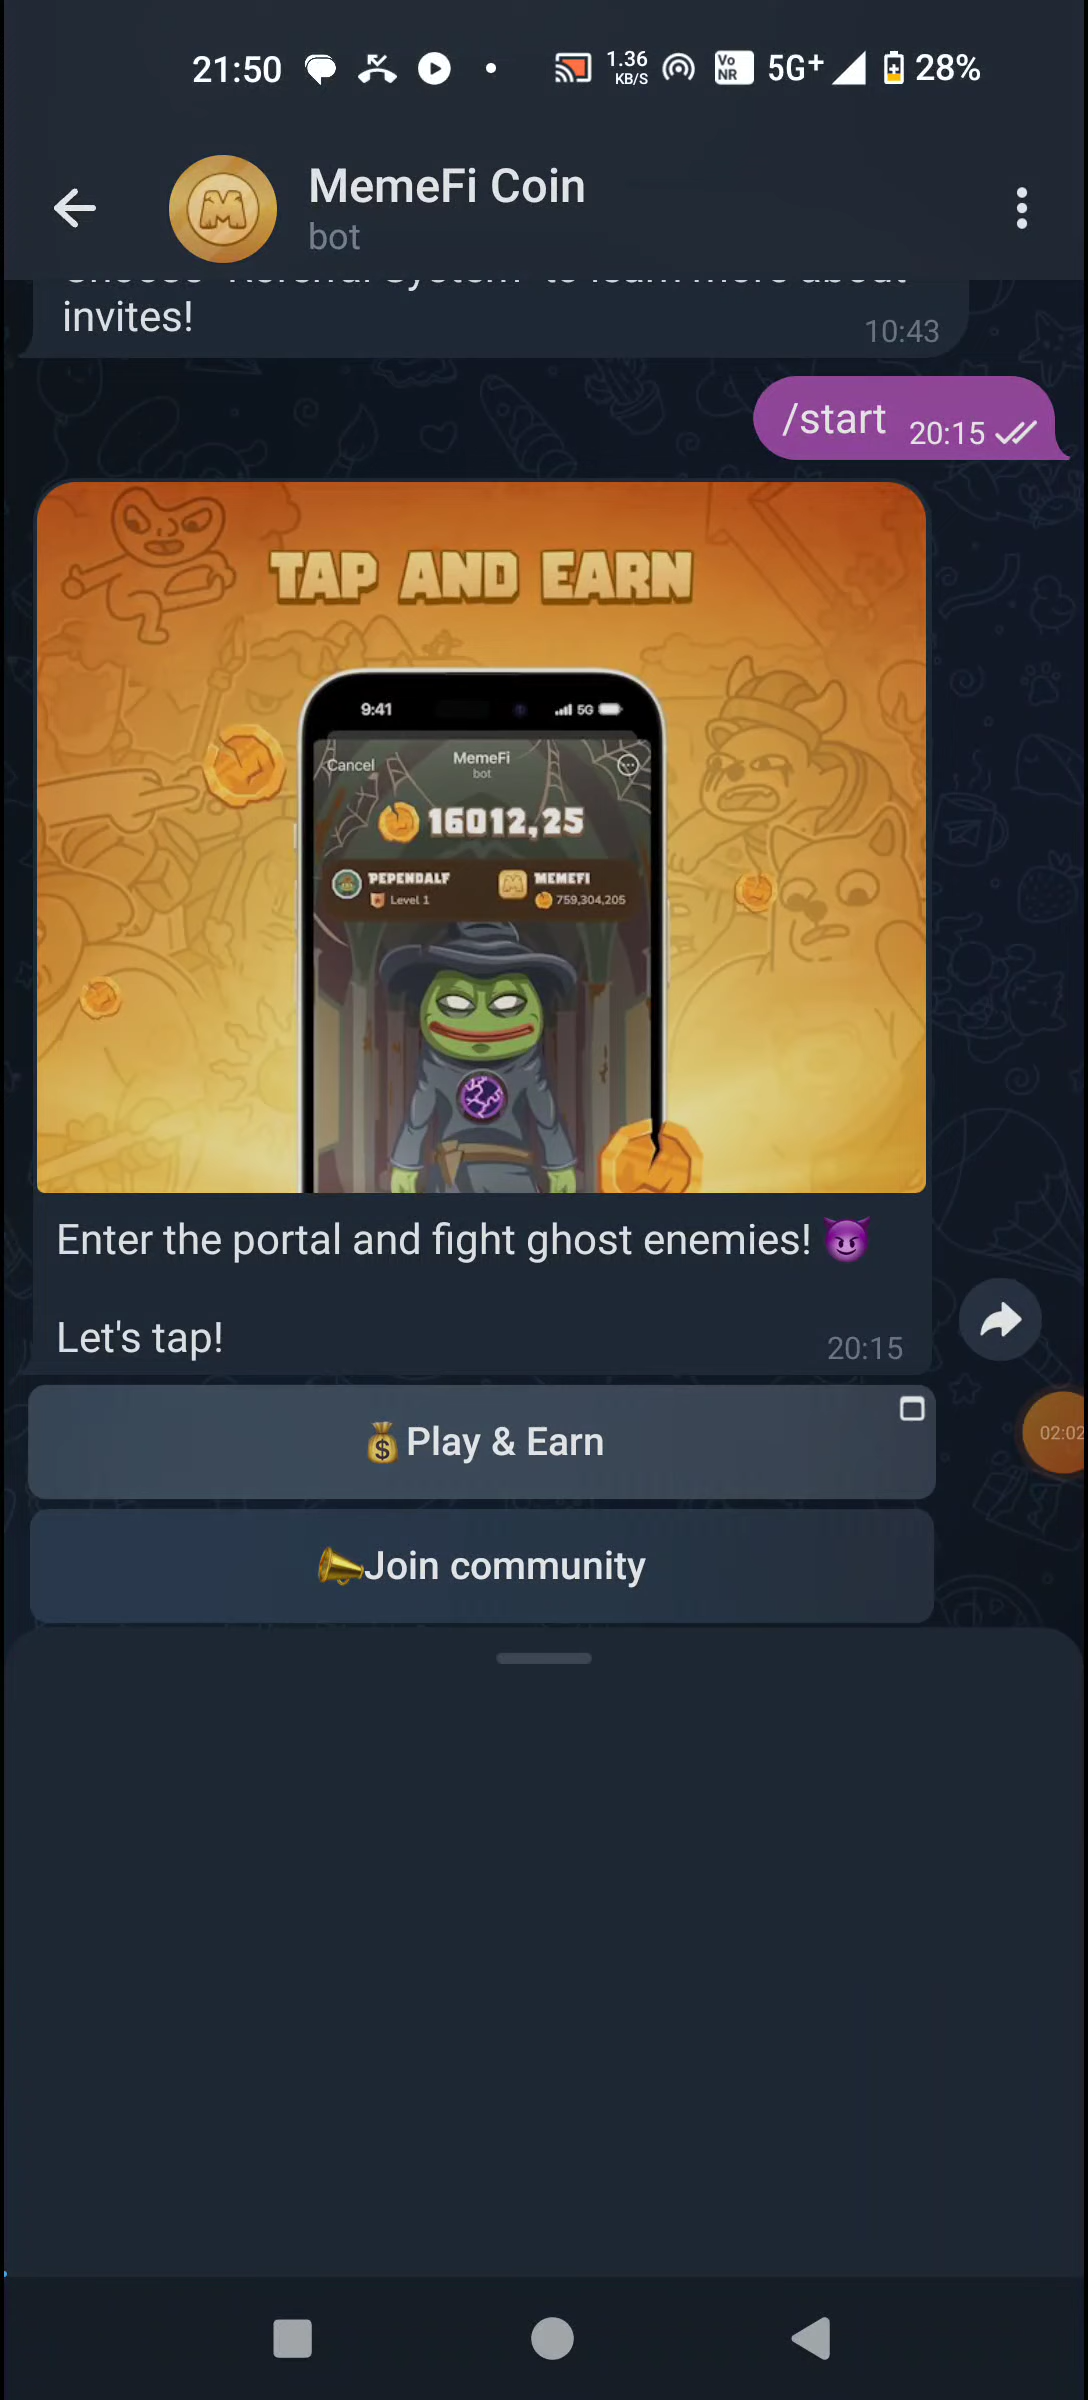 21:50 1.36 KB/S Vo NR 5G+ 28%
MemeFi Coin
bot
invites!
10:43
/start 20:15
TAP AND EARN
9:41 5G
Cancel MemeFi
bot
16012,25
PEPENDALF MEMEFI
Level 1 759,304,205
Enter the portal and fight ghost enemies! 😈
Let's tap!
20:15
💰Play & Earn
02:02
📣Join community